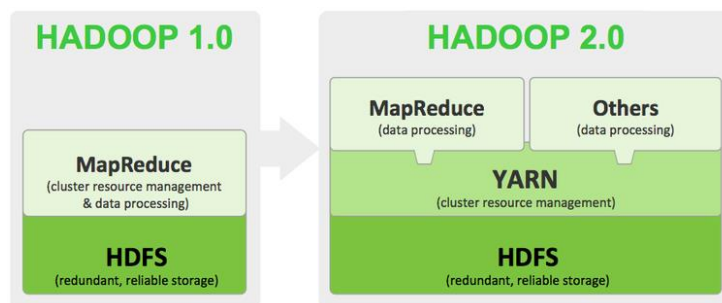 HADOOP 1.0
MapReduce
(cluster resource management
& data processing)
HDFS
(redundant, reliable storage)
HADOOP 2.0
MapReduce
(data processing)
Others
(data processing)
YARN
(cluster resource management)
HDFS
(redundant, reliable storage)